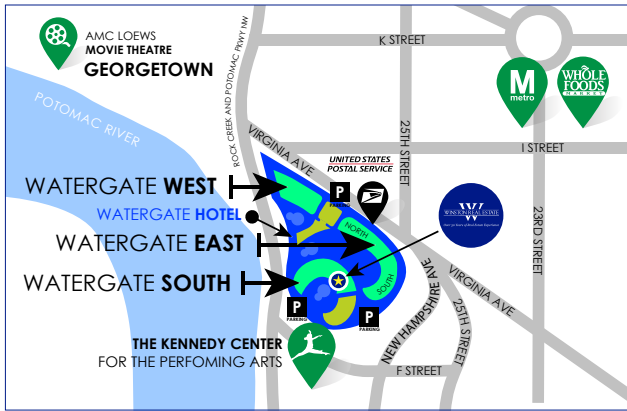 AMC LOEWS
MOVIE THEATRE
GEORGETOWN
K STREET
M
metro
WHOLE
FOODS
MARKET
POTOMAC RIVER
ROCK CREEK AND POTOMAC PKWY NW
VIRGINIA AVE
25TH STREET
I STREET
UNITED STATES
POSTAL SERVICE
WATERGATE WEST
P
PARKING
WATERGATE HOTEL
W
WINSTON REAL ESTATE
23RD STREET
WATERGATE EAST
NORTH
SOUTH
WATERGATE SOUTH
VIRGINIA AVE
NEW HAMPSHIRE AVE
25TH STREET
P
PARKING
P
PARKING
THE KENNEDY CENTER
FOR THE PERFOMING ARTS
F STREET